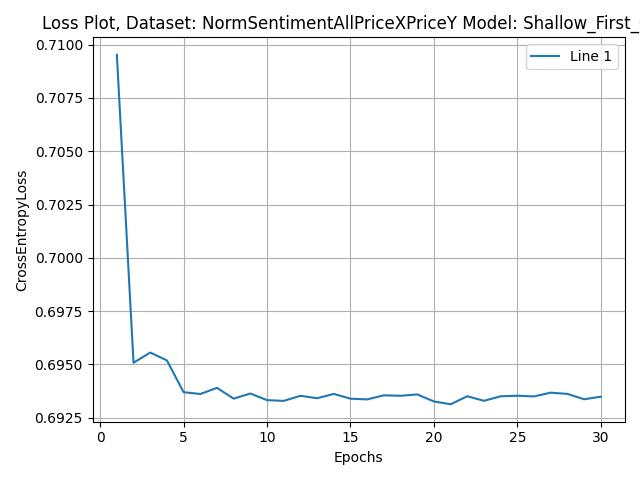 Loss Plot, Dataset: NormSentimentAllPriceXPriceY Model: Shallow_First_
Line 1
0.7100
0.7075
0.7050
0.7025
0.7000
0.6975
0.6950
0.6925
CrossEntropyLoss
0 5 10 15 20 25 30
Epochs